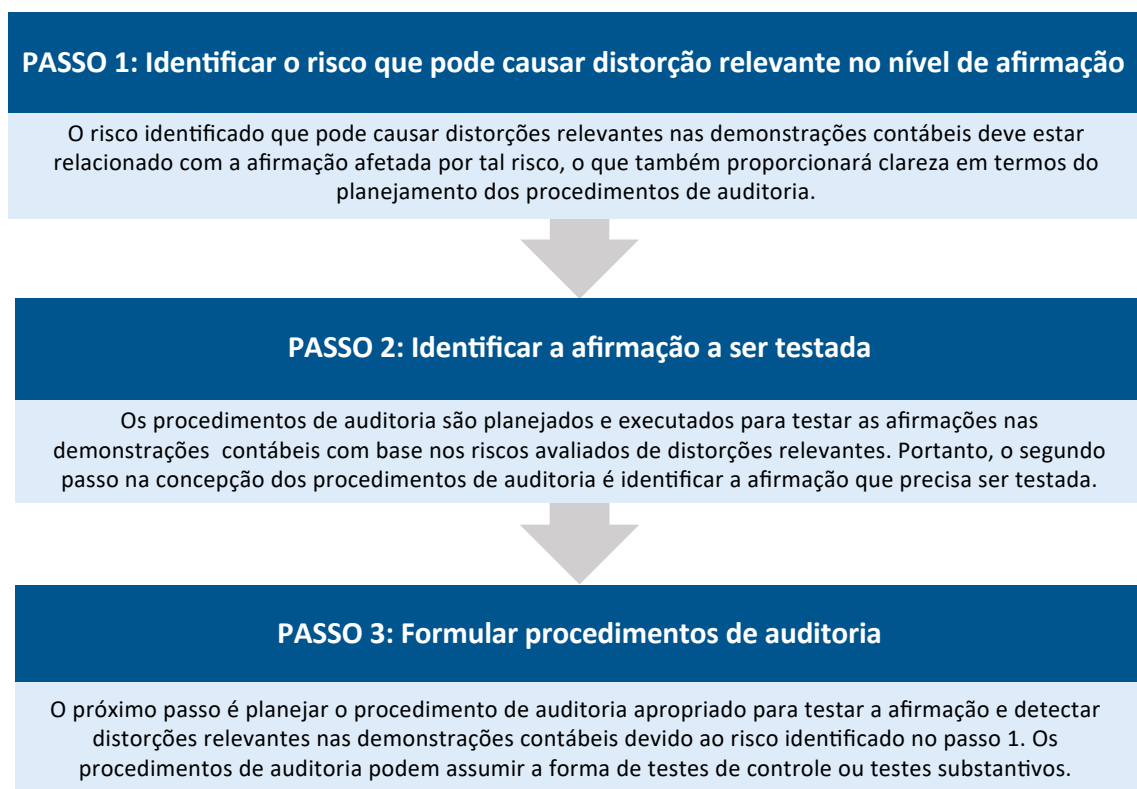 PASSO 1: Identificar o risco que pode causar distorção relevante no nível de afirmação
O risco identificado que pode causar distorções relevantes nas demonstrações contábeis deve estar
relacionado com a afirmação afetada por tal risco, o que também proporcionará clareza em termos do
planejamento dos procedimentos de auditoria.
PASSO 2: Identificar a afirmação a ser testada
Os procedimentos de auditoria são planejados e executados para testar as afirmações nas
demonstrações contábeis com base nos riscos avaliados de distorções relevantes. Portanto, o segundo
passo na concepção dos procedimentos de auditoria é identificar a afirmação que precisa ser testada.
PASSO 3: Formular procedimentos de auditoria
O próximo passo é planejar o procedimento de auditoria apropriado para testar a afirmação e detectar
distorções relevantes nas demonstrações contábeis devido ao risco identificado no passo 1. Os
procedimentos de auditoria podem assumir a forma de testes de controle ou testes substantivos.